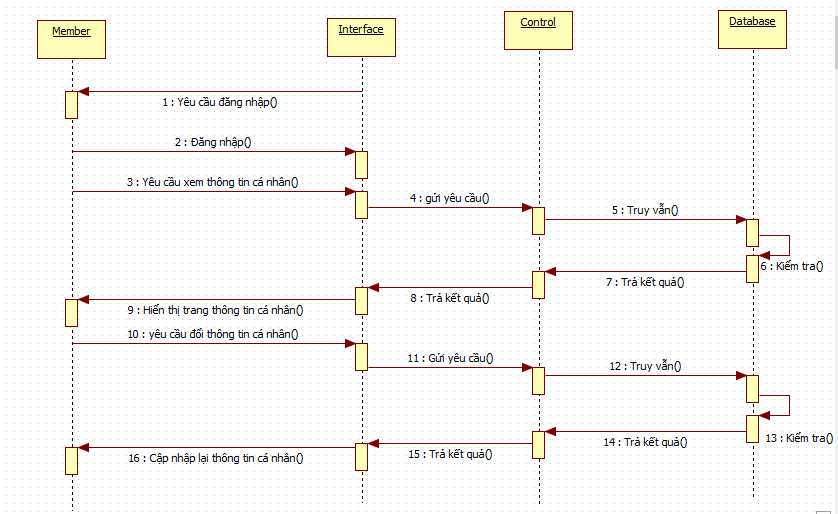 Member
Interface
Control
Database
1 : Yêu cầu đăng nhập()
2 : Đăng nhập()
3 : Yêu cầu xem thông tin cá nhân()
4 : gửi yêu cầu()
5 : Truy vẫn()
6 : Kiểm tra()
7 : Trả kết quả()
8 : Trả kết quả()
9 : Hiển thị trang thông tin cá nhân()
10 : yêu cầu đổi thông tin cá nhân()
11 : Gửi yêu cầu()
12 : Truy vẫn()
13 : Kiểm tra()
14 : Trả kết quả()
15 : Trả kết quả()
16 : Cập nhập lại thông tin cá nhân()